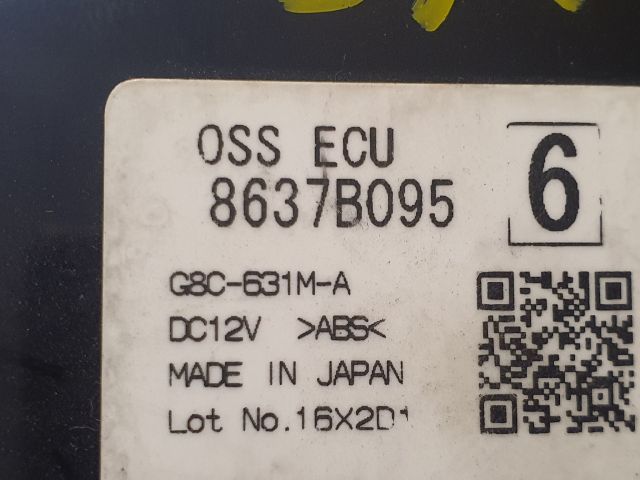 OSS ECU
8637B095
6
G8C-631M-A
DC12V >ABS<
MADE IN JAPAN
Lot No.16X2D1